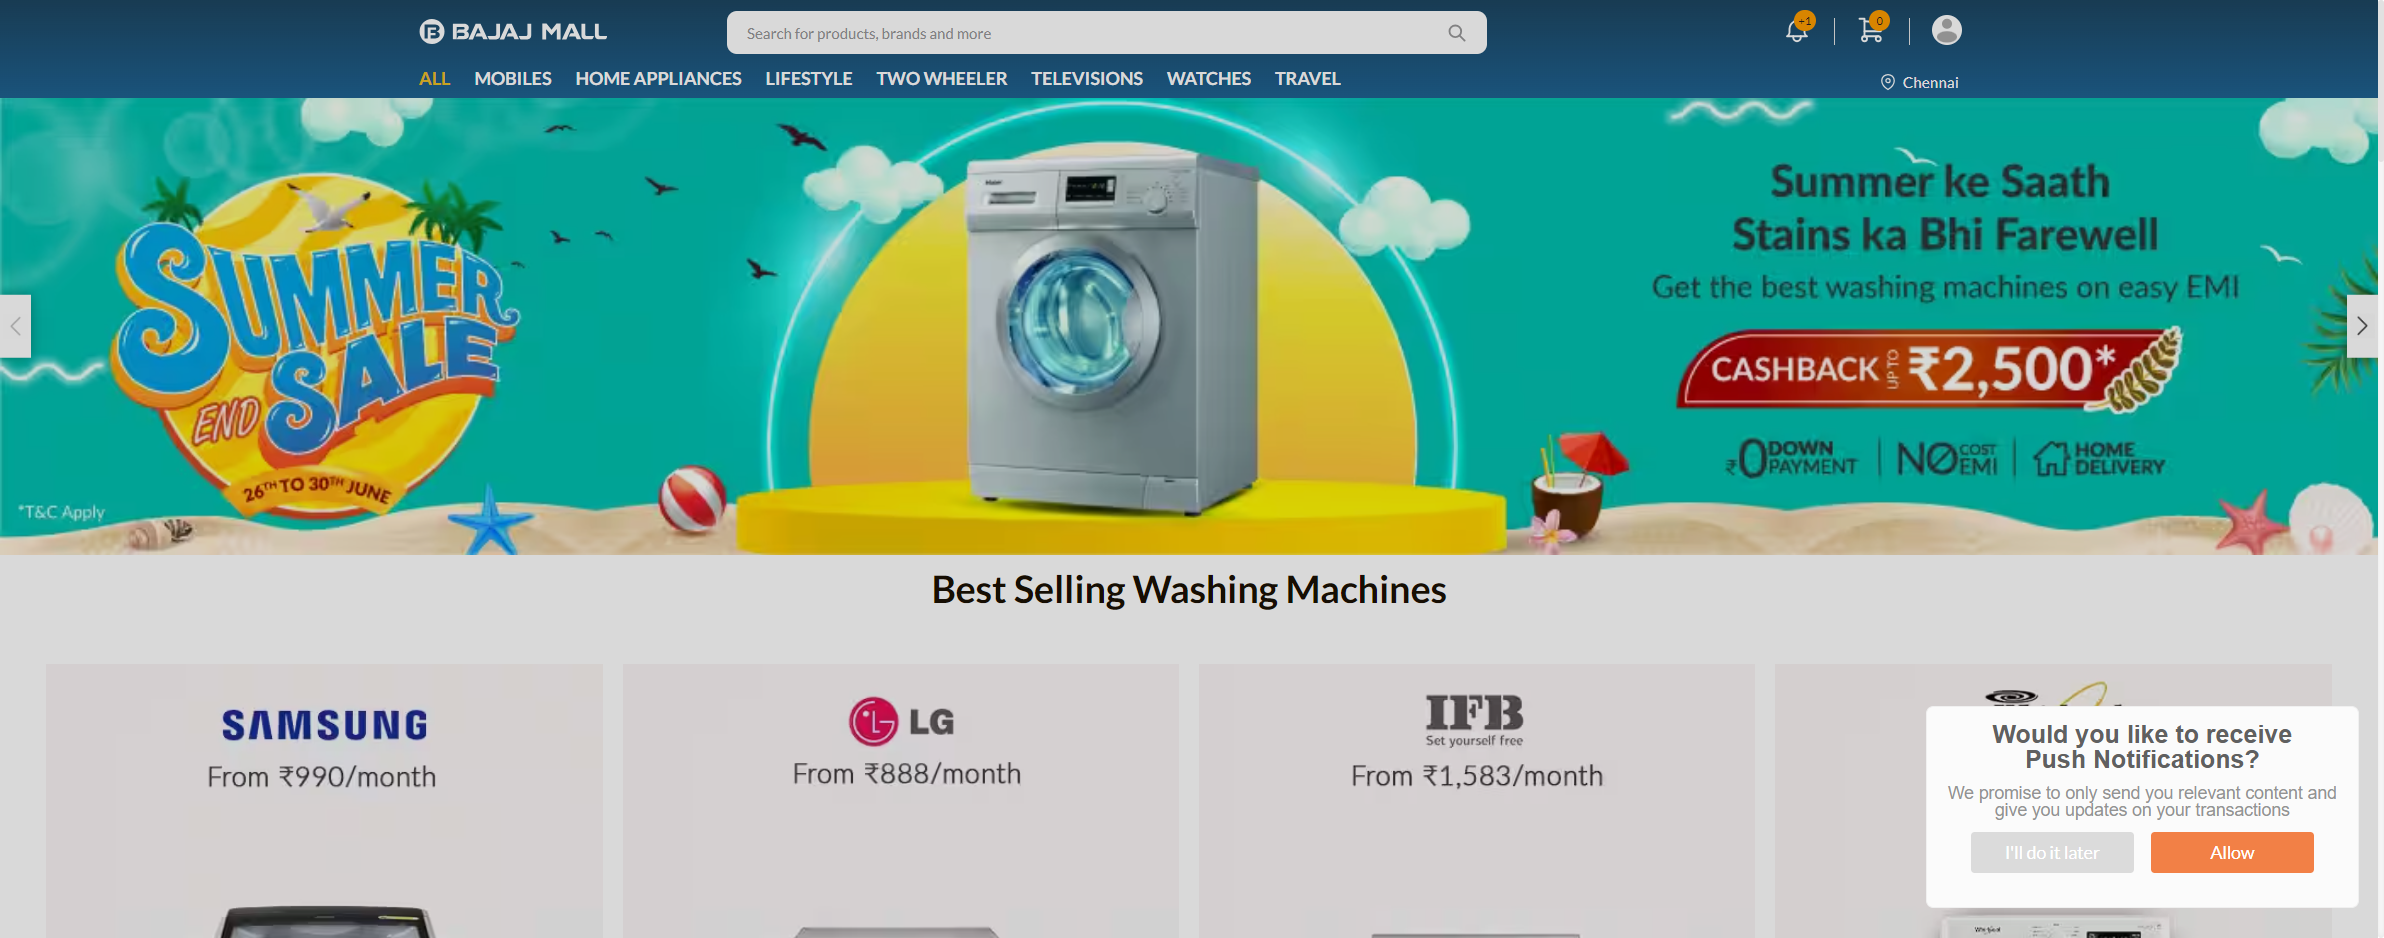 BAJAJ MALL
Search for products, brands and more
+1
0
ALL MOBILES HOME APPLIANCES LIFESTYLE TWO WHEELER TELEVISIONS WATCHES TRAVEL
Chennai
SUMMER
END SALE
26TH TO 30TH JUNE
*T&C Apply
Haier
Summer ke Saath
Stains ka Bhi Farewell
Get the best washing machines on easy EMI
CASHBACK UP TO ₹2,500*
₹0 DOWN PAYMENT
NO COST EMI
HOME DELIVERY
Best Selling Washing Machines
SAMSUNG
From ₹990/month
LG
From ₹888/month
IFB
Set yourself free
From ₹1,583/month
Would you like to receive
Push Notifications?
We promise to only send you relevant content and
give you updates on your transactions
I'll do it later
Allow
Whirlpool